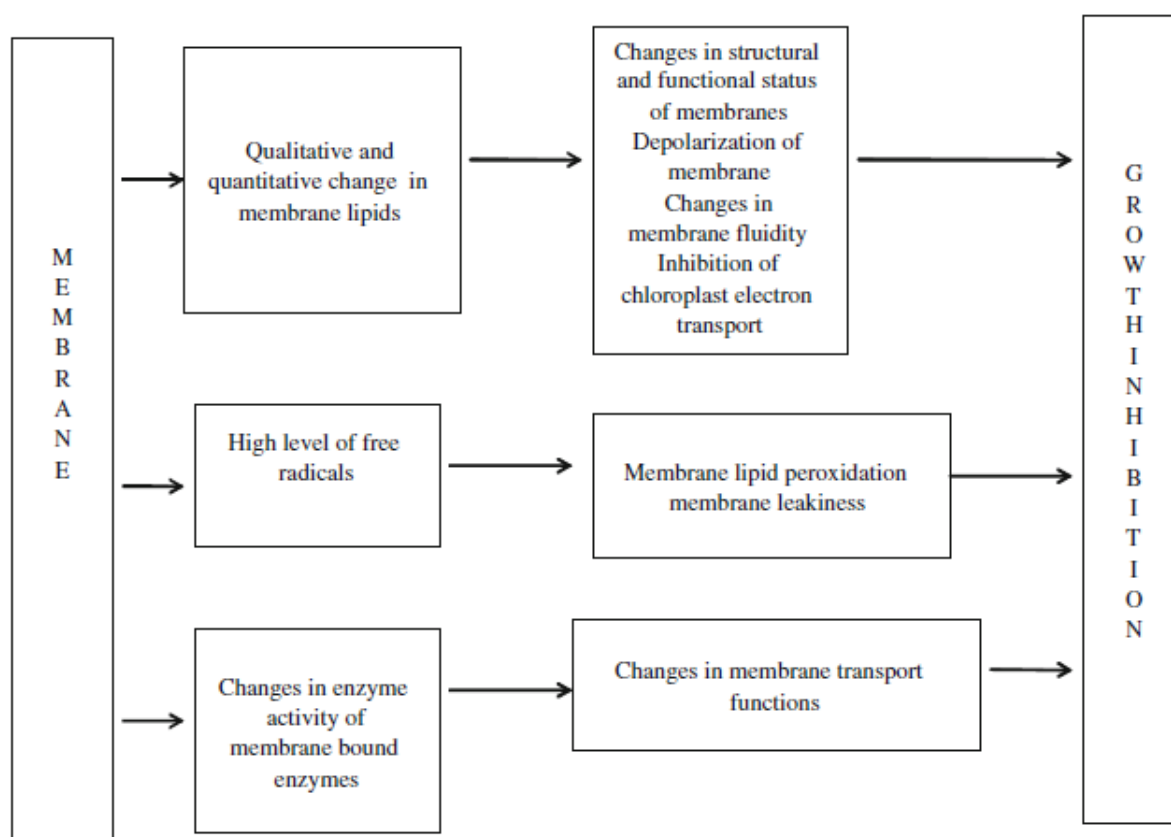 M
E
M
B
R
A
N
E
Qualitative and
quantitative change in
membrane lipids
Changes in structural
and functional status
of membranes
Depolarization of
membrane
Changes in
membrane fluidity
Inhibition of
chloroplast electron
transport
High level of free
radicals
Membrane lipid peroxidation
membrane leakiness
Changes in enzyme
activity of
membrane bound
enzymes
Changes in membrane transport
functions
G
R
O
W
T
H
I
N
H
I
B
I
T
I
O
N